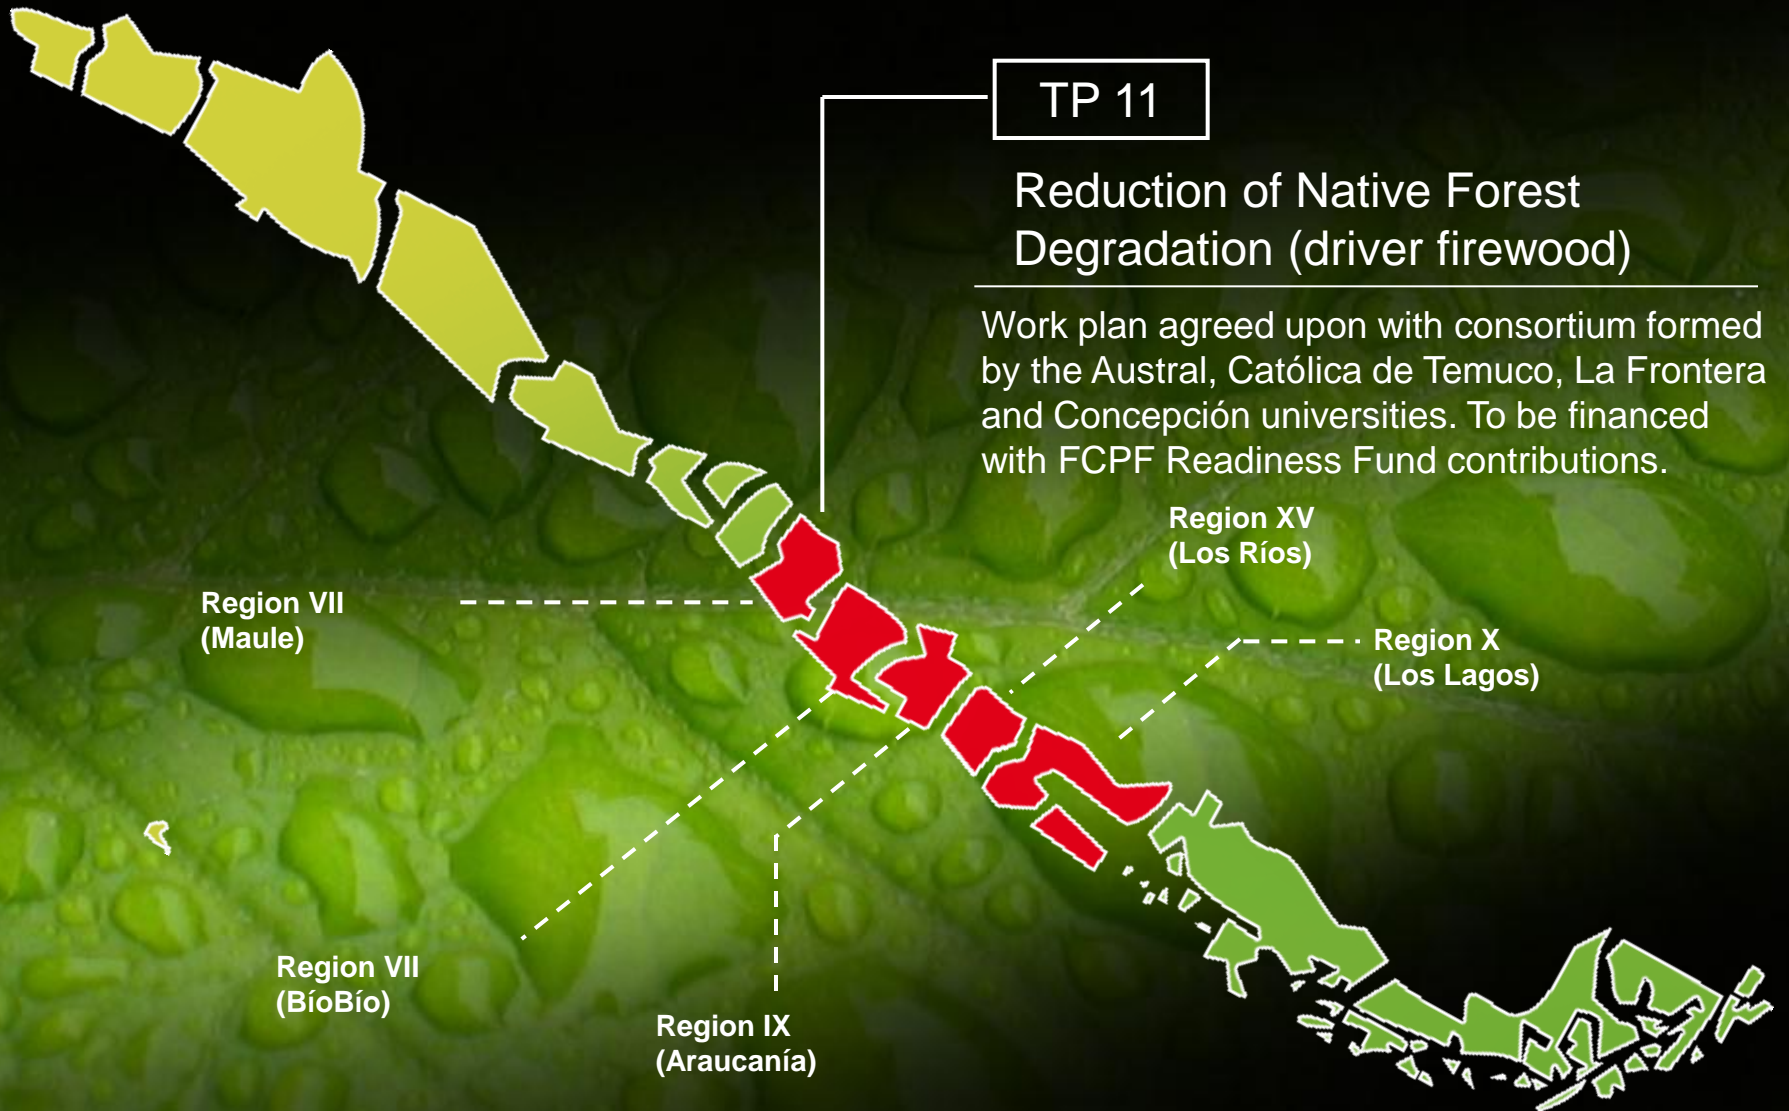 TP 11
Reduction of Native Forest
Degradation (driver firewood)
Work plan agreed upon with consortium formed
by the Austral, Católica de Temuco, La Frontera
and Concepción universities. To be financed
with FCPF Readiness Fund contributions.
Region XV
(Los Ríos)
Region VII
(Maule)
Region X
(Los Lagos)
Region VII
(BíoBío)
Region IX
(Araucanía)